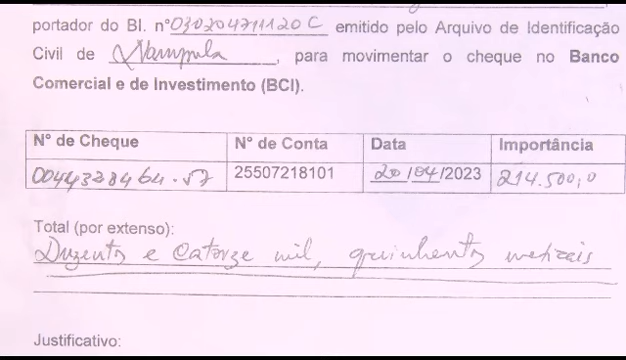 portador do BI. nº030204711120C emitido pelo Arquivo de Identificação
Civil de Nampula, para movimentar o cheque no Banco
Comercial e de Investimento (BCI).
Nº de Cheque Nº de Conta Data Importância
0044328464.57 25507218101 20/04/2023 214.500,0
Total (por extenso):
Duzentos e Catorze mil, quinhentos meticais
Justificativo: